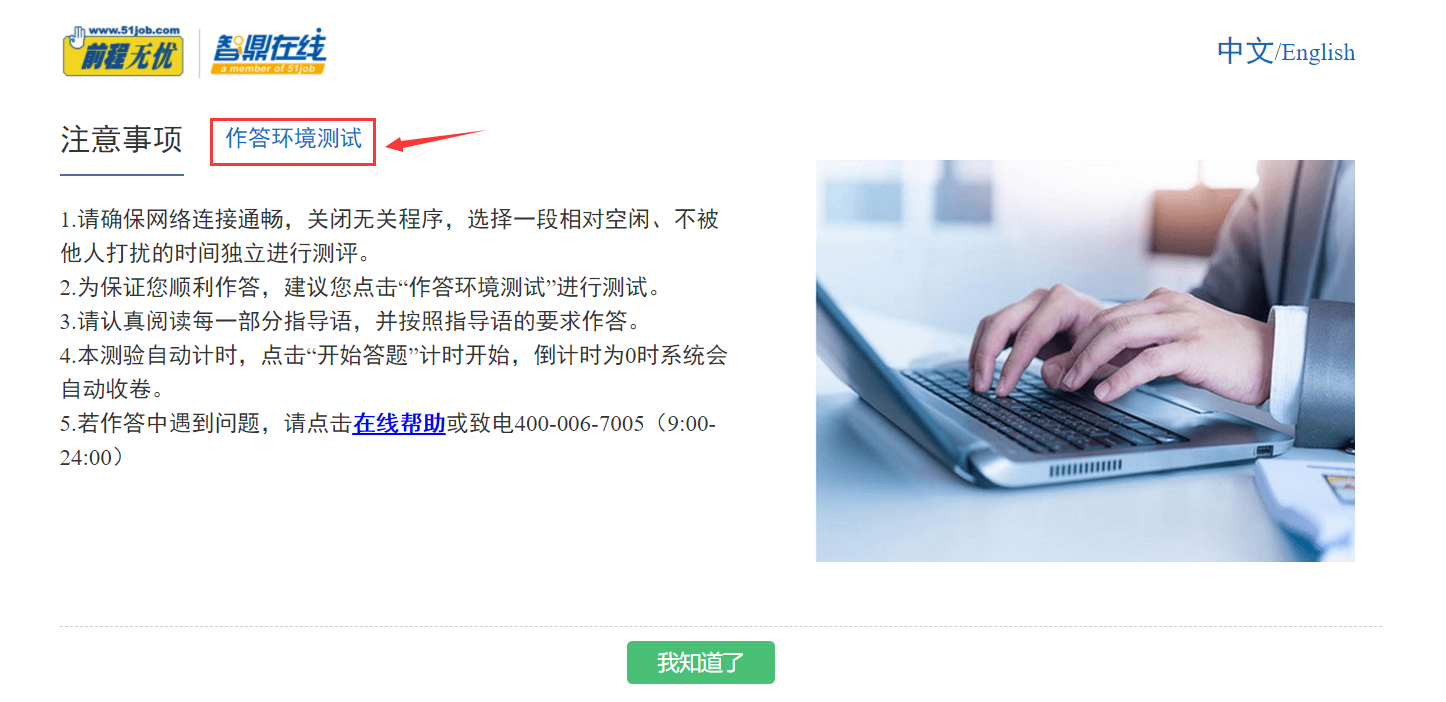 www.51job.com
前程无忧
智鼎在线
a member of 51job
中文/English
注意事项
作答环境测试
1.请确保网络连接通畅，关闭无关程序，选择一段相对空闲、不被
他人打扰的时间独立进行测评。
2.为保证您顺利作答，建议您点击“作答环境测试”进行测试。
3.请认真阅读每一部分指导语，并按照指导语的要求作答。
4.本测验自动计时，点击“开始答题”计时开始，倒计时为0时系统会
自动收卷。
5.若作答中遇到问题，请点击在线帮助或致电400-006-7005（9:00-
24:00）
我知道了